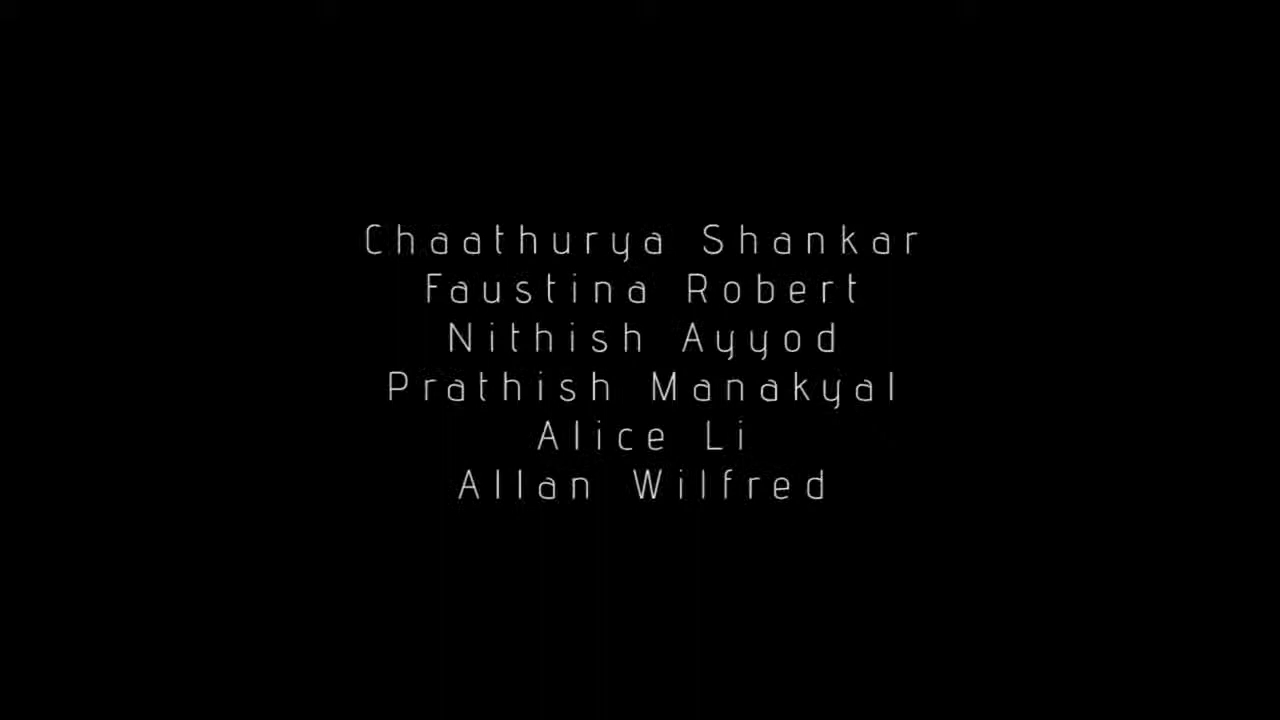 Chaathurya Shankar
Faustina Robert
Nithish Ayyod
Prathish Manakyal
Alice Li
Allan Wilfred